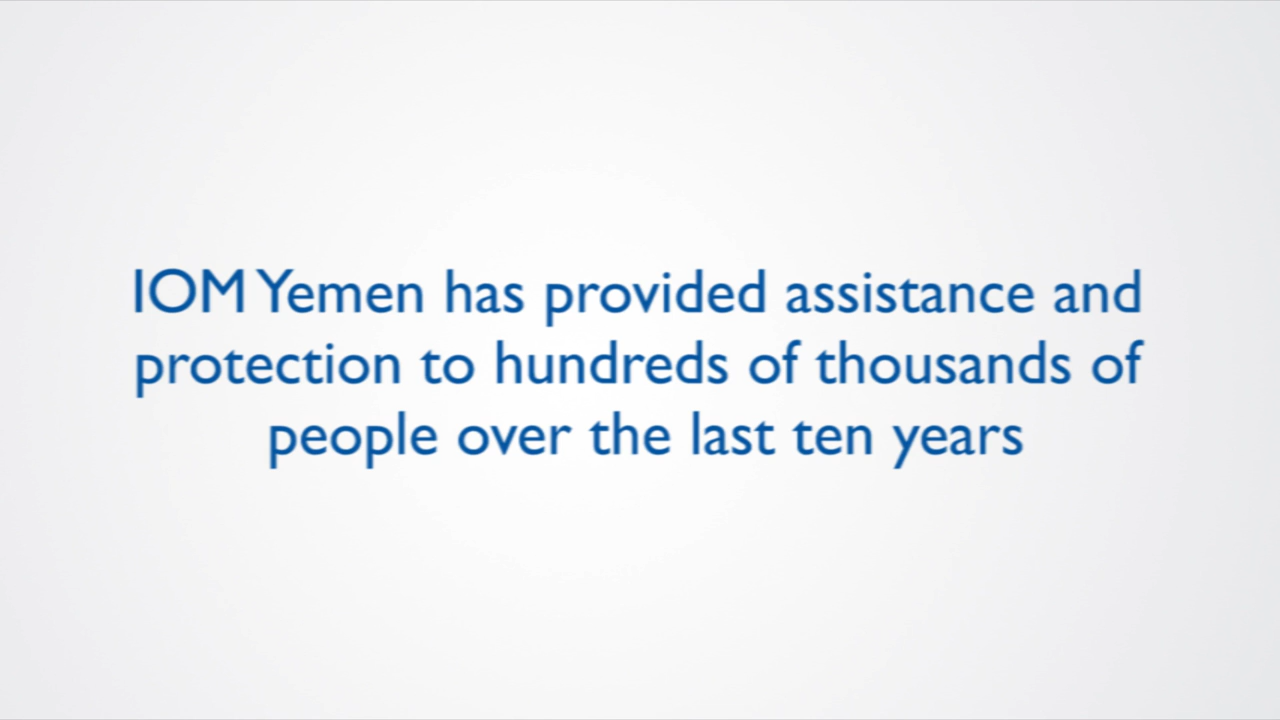 IOM Yemen has provided assistance and
protection to hundreds of thousands of
people over the last ten years